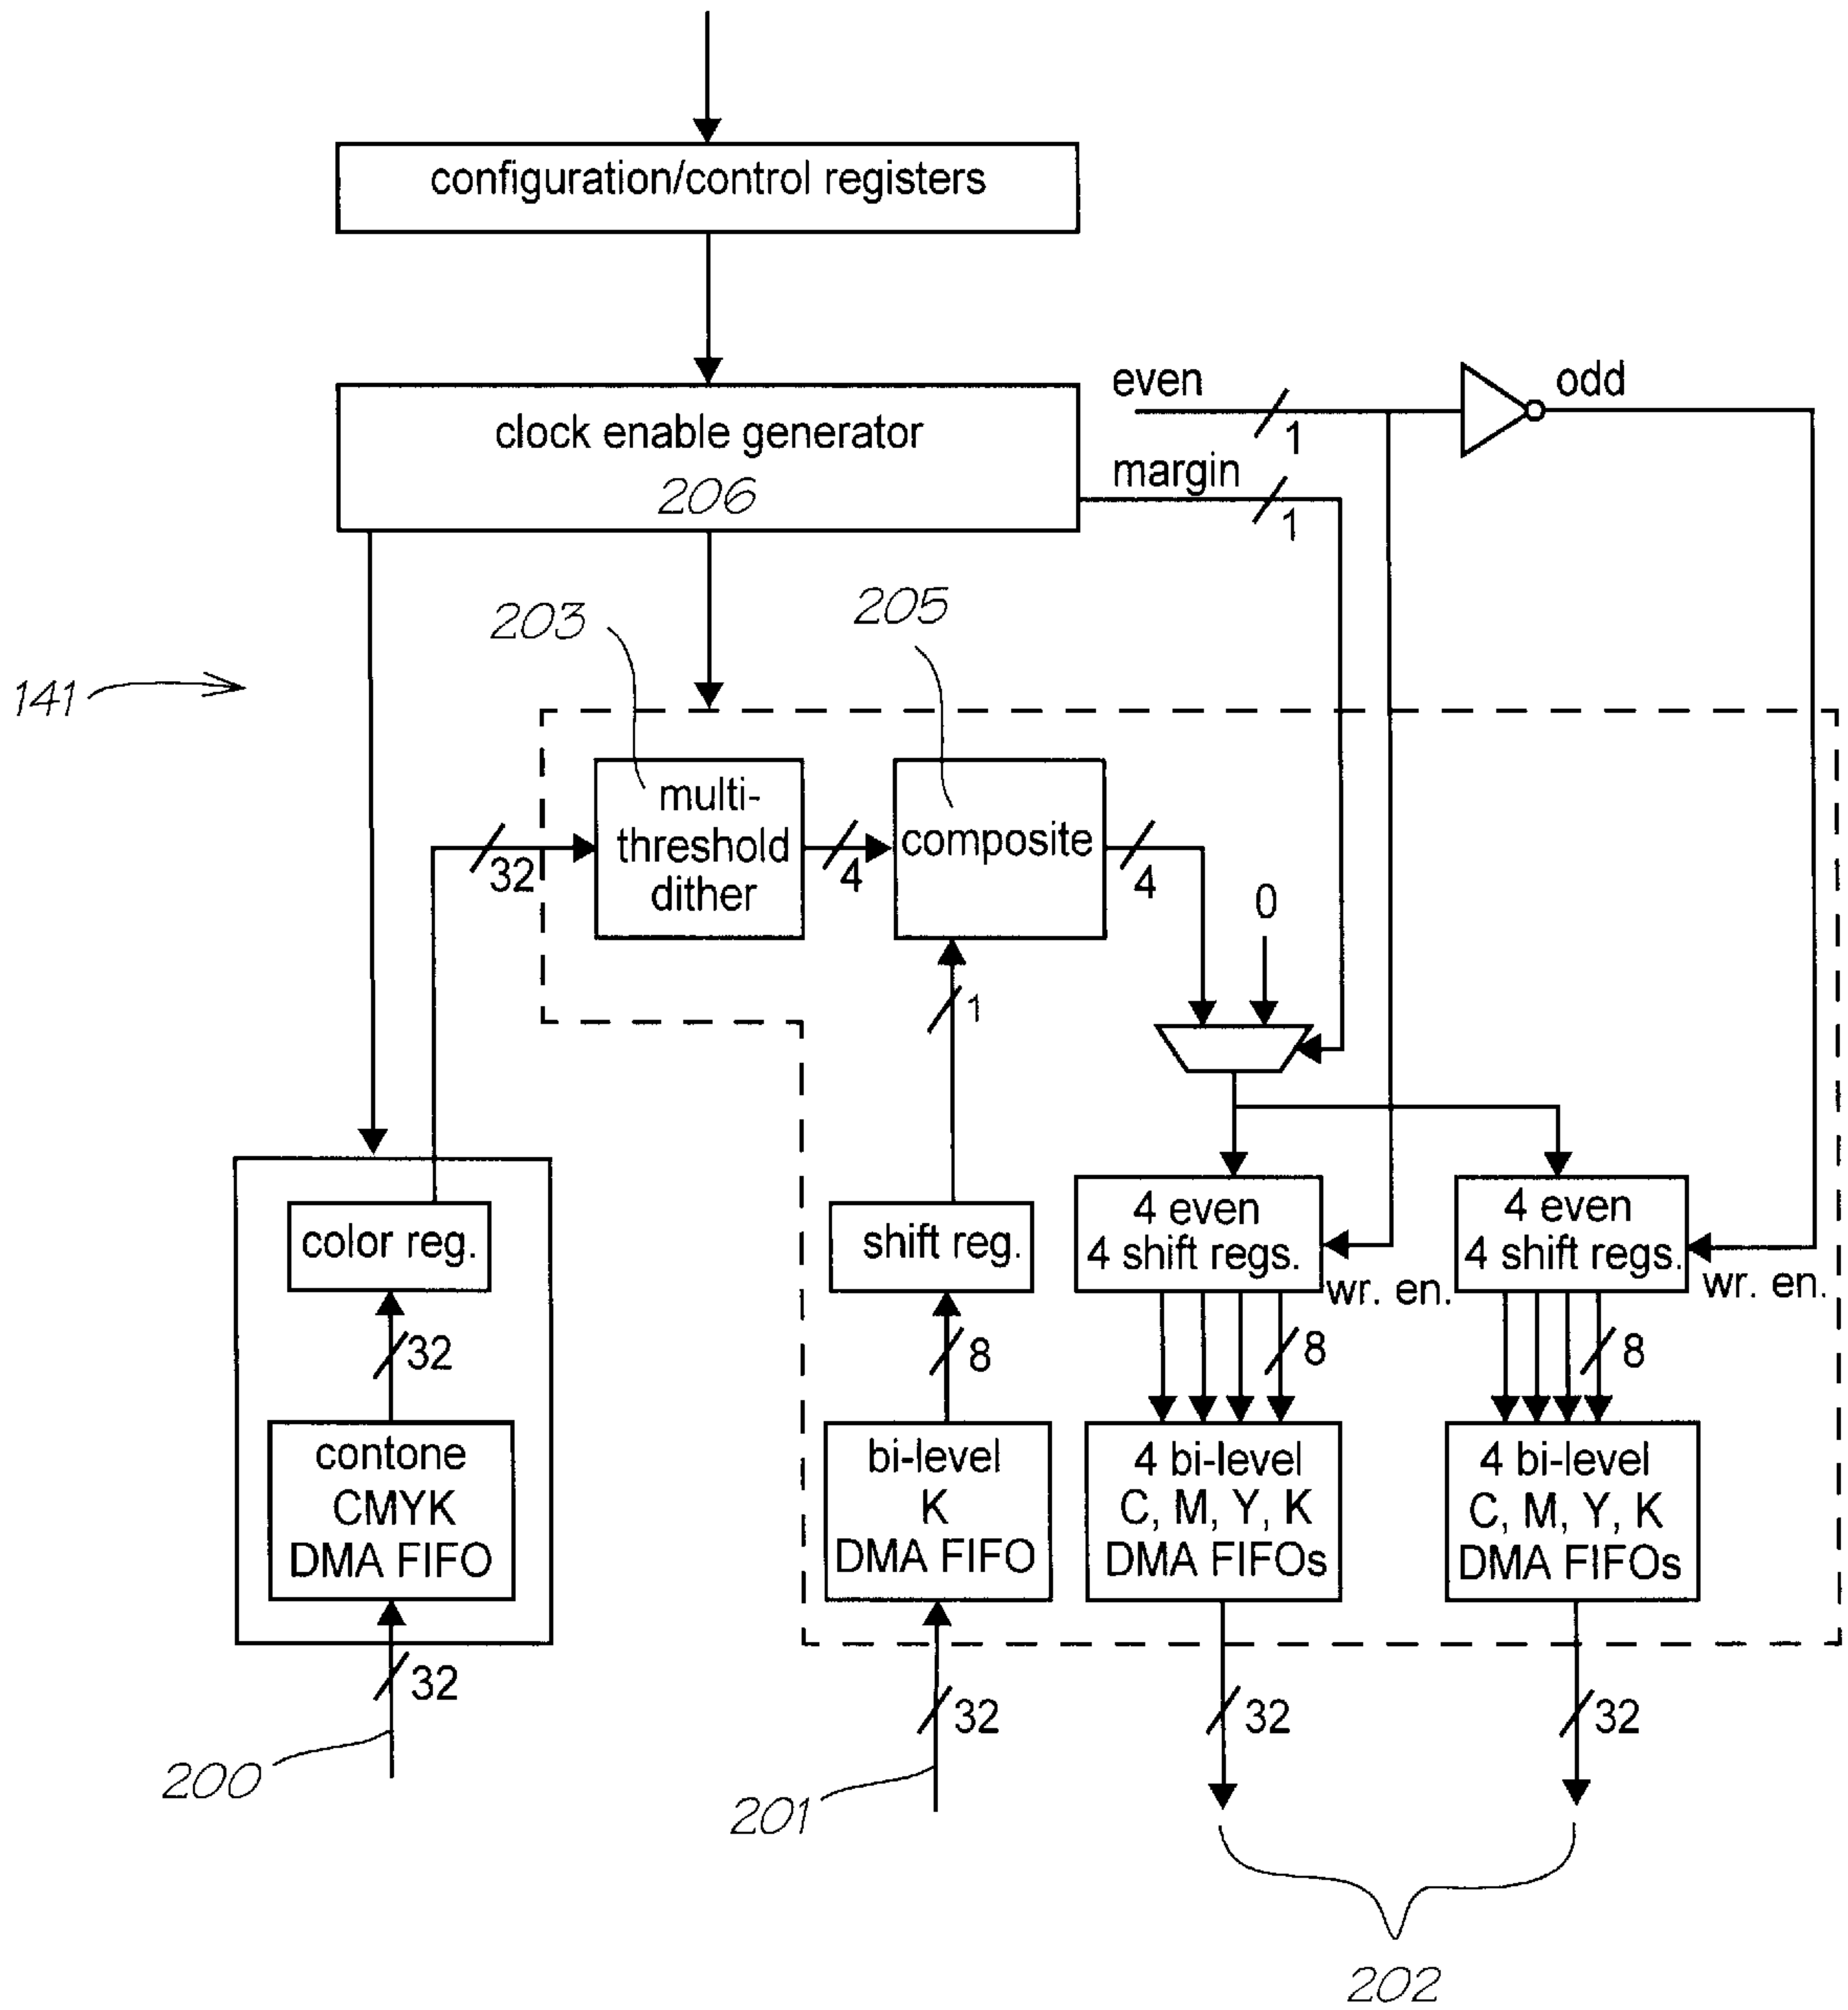 configuration/control registers
even
odd
clock enable generator
1
margin
206
1
203
205
141
multi-
threshold
dither
composite
32
4
4
0
1
color reg.
shift reg.
4 even
4 shift regs.
4 even
4 shift regs.
wr. en.
wr. en.
32
8
8
8
contone
CMYK
DMA FIFO
bi-level
K
DMA FIFO
4 bi-level
C, M, Y, K
DMA FIFOs
4 bi-level
C, M, Y, K
DMA FIFOs
32
32
32
32
200
201
202